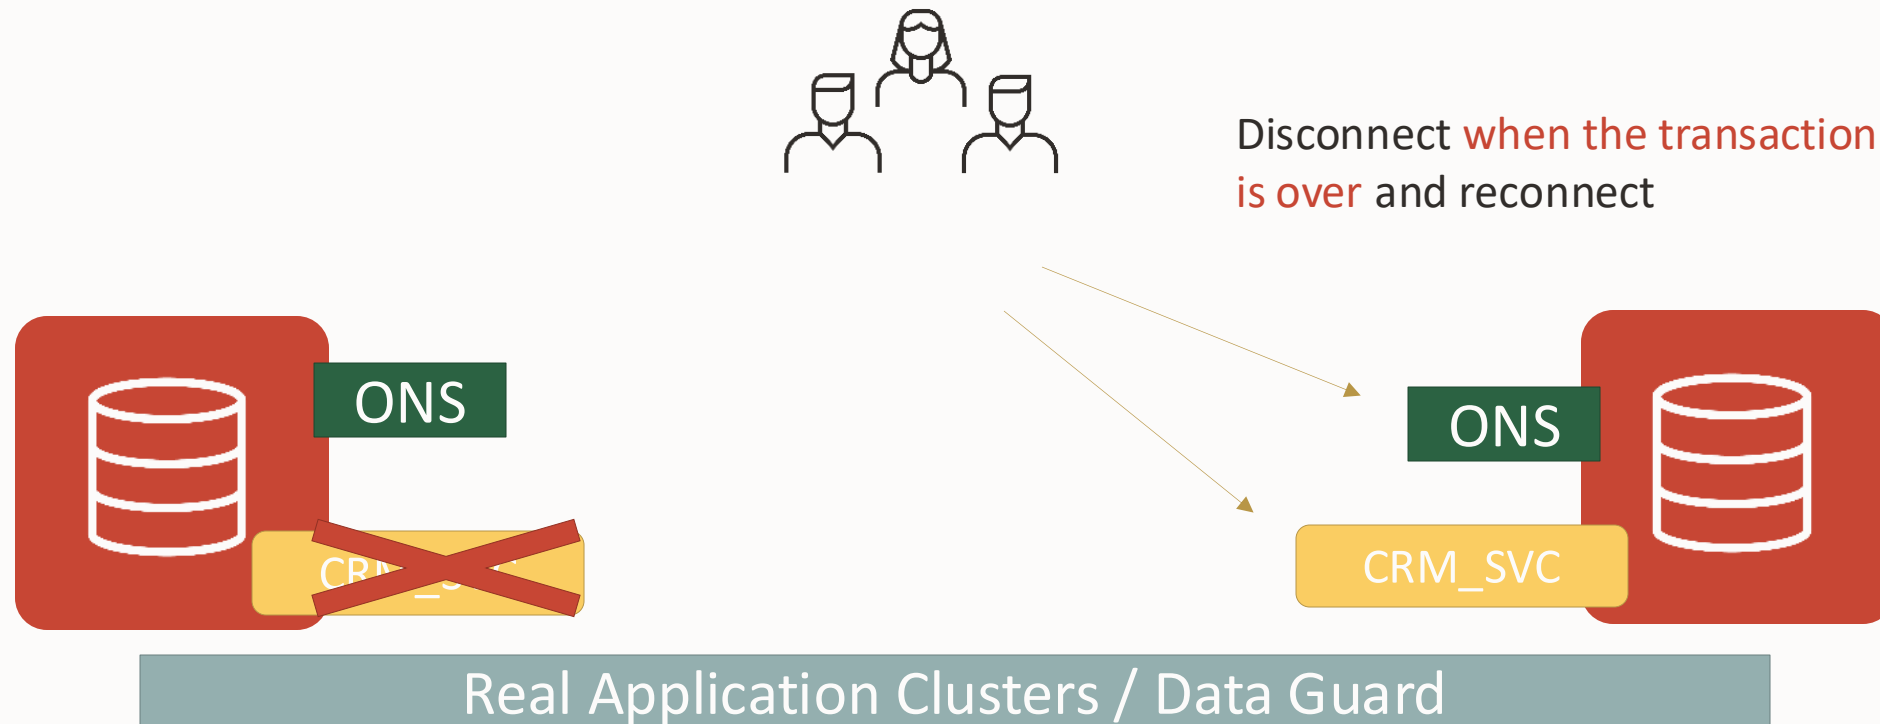 Disconnect when the transaction
is over and reconnect
ONS
ONS
CRM_SVC
Real Application Clusters / Data Guard